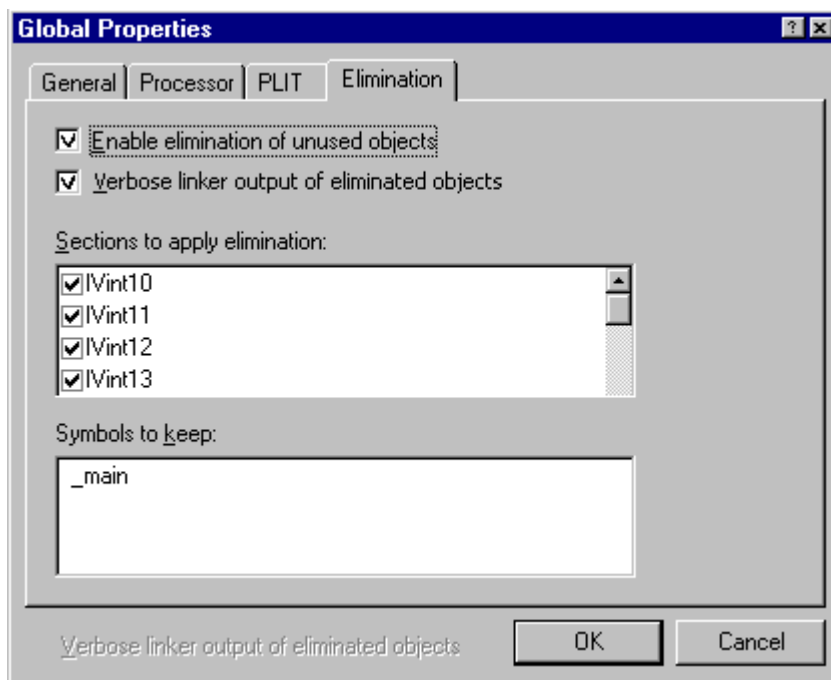 Global Properties
General Processor PLIT Elimination
Enable elimination of unused objects
Verbose linker output of eliminated objects
Sections to apply elimination:
IVint10
IVint11
IVint12
IVint13
Symbols to keep:
_main
Verbose linker output of eliminated objects
OK Cancel